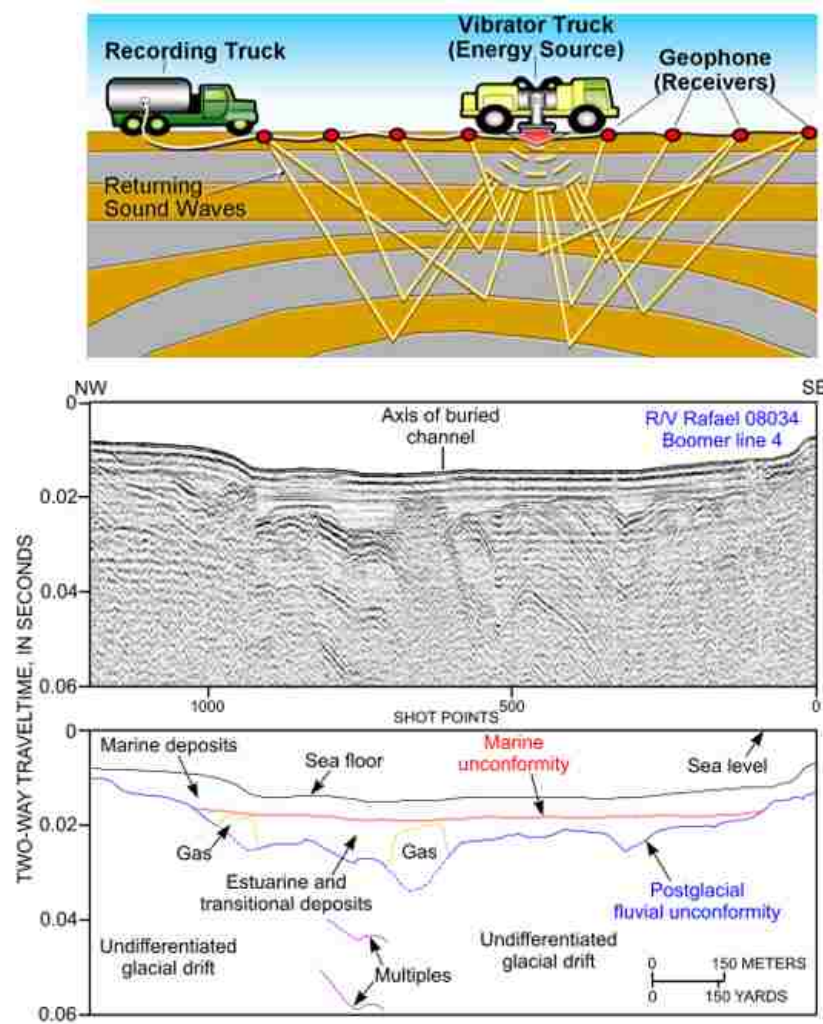 Recording Truck
Vibrator Truck
(Energy Source)
Geophone
(Receivers)
Returning
Sound Waves
NW
SE
0
Axis of buried
channel
R/V Rafael 08034
Boomer line 4
0.02
0.04
0.06
TWO-WAY TRAVELTIME, IN SECONDS
1000
500
0
SHOT POINTS
0
Marine deposits
Sea floor
Marine
unconformity
Sea level
0.02
Gas
Gas
Estuarine and
transitional deposits
Postglacial
fluvial unconformity
0.04
Undifferentiated
glacial drift
Undifferentiated
glacial drift
Multiples
0 150 METERS
0 150 YARDS
0.06